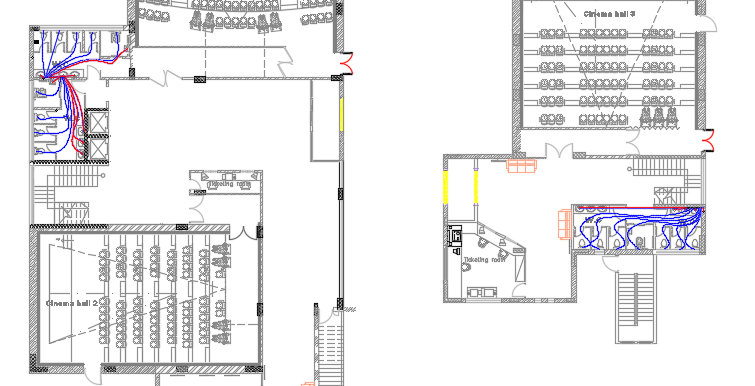 Cinema hall 3
Ticketing room
Ticketing room
Cinema hall 2